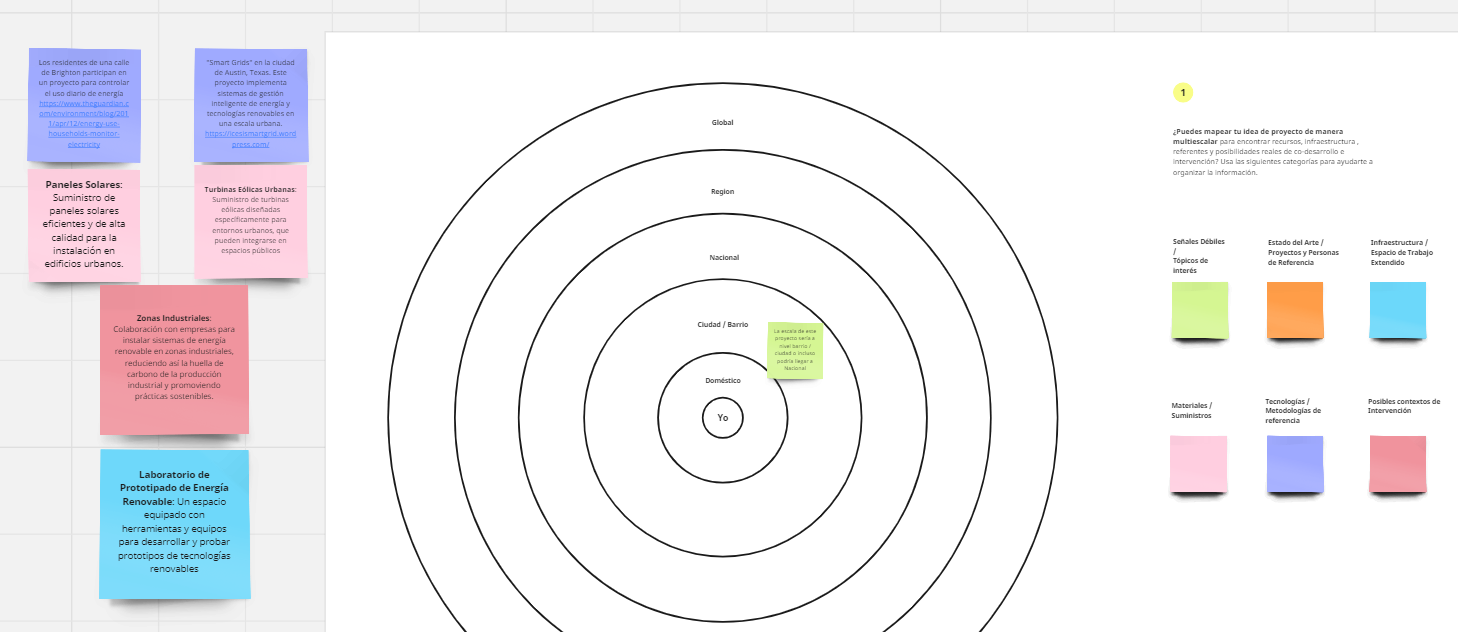 Los residentes de una calle
de Brighton participan en
un proyecto para controlar
el uso diario de energía
https://www.theguardian.c
om/environment/blog/201
1/apr/12/energy-use-
households-monitor-
electricity
"Smart Grids" en la ciudad
de Austin, Texas. Este
proyecto implementa
sistemas de gestión
inteligente de energía y
tecnologías renovables en
una escala urbana.
https://icesismartgrid.word
press.com/
Paneles Solares:
Suministro de
paneles solares
eficientes y de alta
calidad para la
instalación en
edificios urbanos.
Turbinas Eólicas Urbanas:
Suministro de turbinas
eólicas diseñadas
específicamente para
entornos urbanos, que
pueden integrarse en
espacios públicos
Zonas Industriales:
Colaboración con empresas para
instalar sistemas de energía
renovable en zonas industriales,
reduciendo así la huella de
carbono de la producción
industrial y promoviendo
prácticas sostenibles.
Laboratorio de
Prototipado de Energía
Renovable: Un espacio
equipado con
herramientas y equipos
para desarrollar y probar
prototipos de tecnologías
renovables
Global
Region
Nacional
Ciudad / Barrio
La escala de este
proyecto sería a
nivel barrio /
ciudad o incluso
podría llegar a
Nacional
Doméstico
Yo
1
¿Puedes mapear tu idea de proyecto de manera
multiescalar para encontrar recursos, infraestructura ,
referentes y posibilidades reales de co-desarrollo e
intervención? Usa las siguientes categorías para ayudarte a
organizar la información.
Señales Débiles
/
Tópicos de
interés
Estado del Arte /
Proyectos y Personas
de Referencia
Infraestructura /
Espacio de Trabajo
Extendido
Materiales /
Suministros
Tecnologías /
Metodologías de
referencia
Posibles contextos de
Intervención